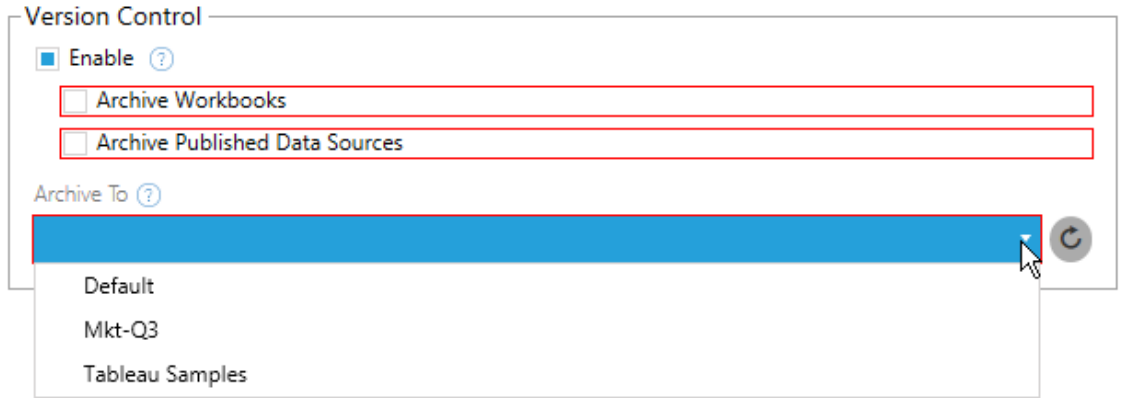 Version Control
Enable ?
Archive Workbooks
Archive Published Data Sources
Archive To ?
Default
Mkt-Q3
Tableau Samples